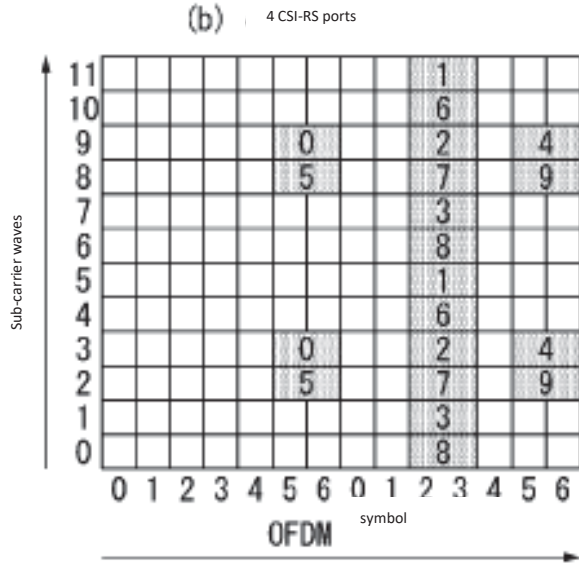 (b) 4 CSI-RS ports
11 1
10 6
9 0 2 4
8 5 7 9
7 3
6 8
5 1
4 6
3 0 2 4
2 5 7 9
1 3
0 8
Sub-carrier waves
0 1 2 3 4 5 6 0 1 2 3 4 5 6
symbol
OFDM